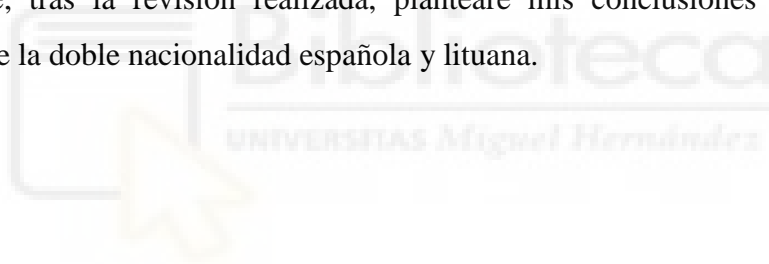 e, tras la revisión realizada, plantearé mis conclusiones
e la doble nacionalidad española y lituana.
Biblioteca
UNIVERSITAS Miguel Hernández